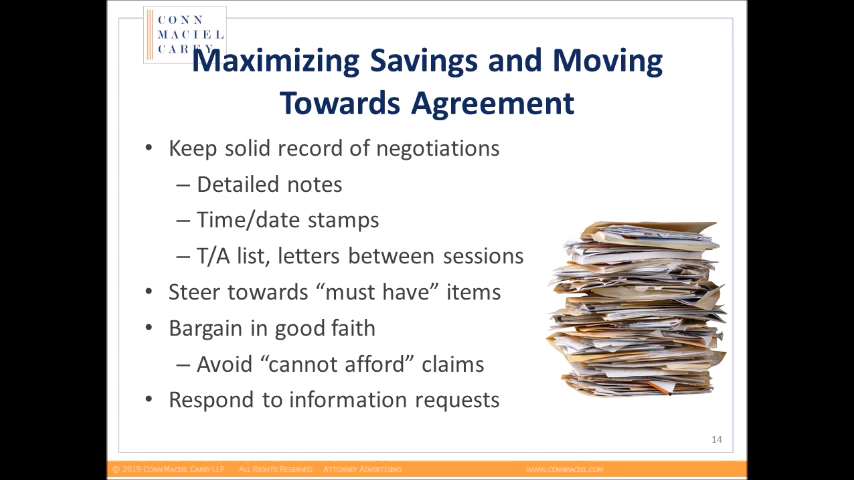 CONN
MACIEL
CAREY
Maximizing Savings and Moving
Towards Agreement
• Keep solid record of negotiations
– Detailed notes
– Time/date stamps
– T/A list, letters between sessions
• Steer towards “must have” items
• Bargain in good faith
– Avoid “cannot afford” claims
• Respond to information requests
14
© 2019 CONN MACIEL CAREY LLP ALL RIGHTS RESERVED ATTORNEY ADVERTISING WWW.CONNMACIEL.COM